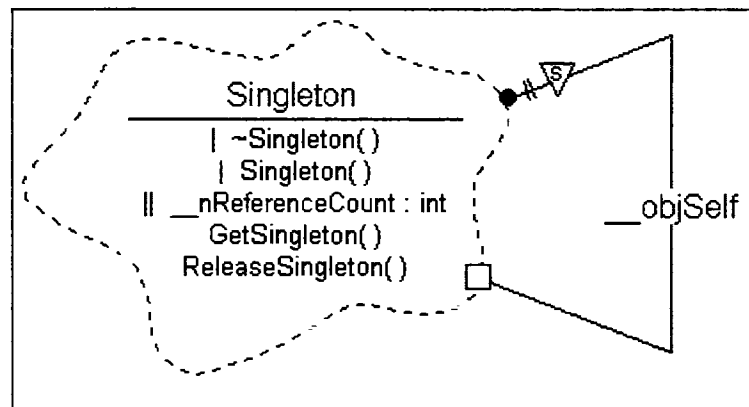 Singleton
| ~Singleton()
| Singleton()
|| __nReferenceCount : int
GetSingleton()
ReleaseSingleton()
S
__objSelf